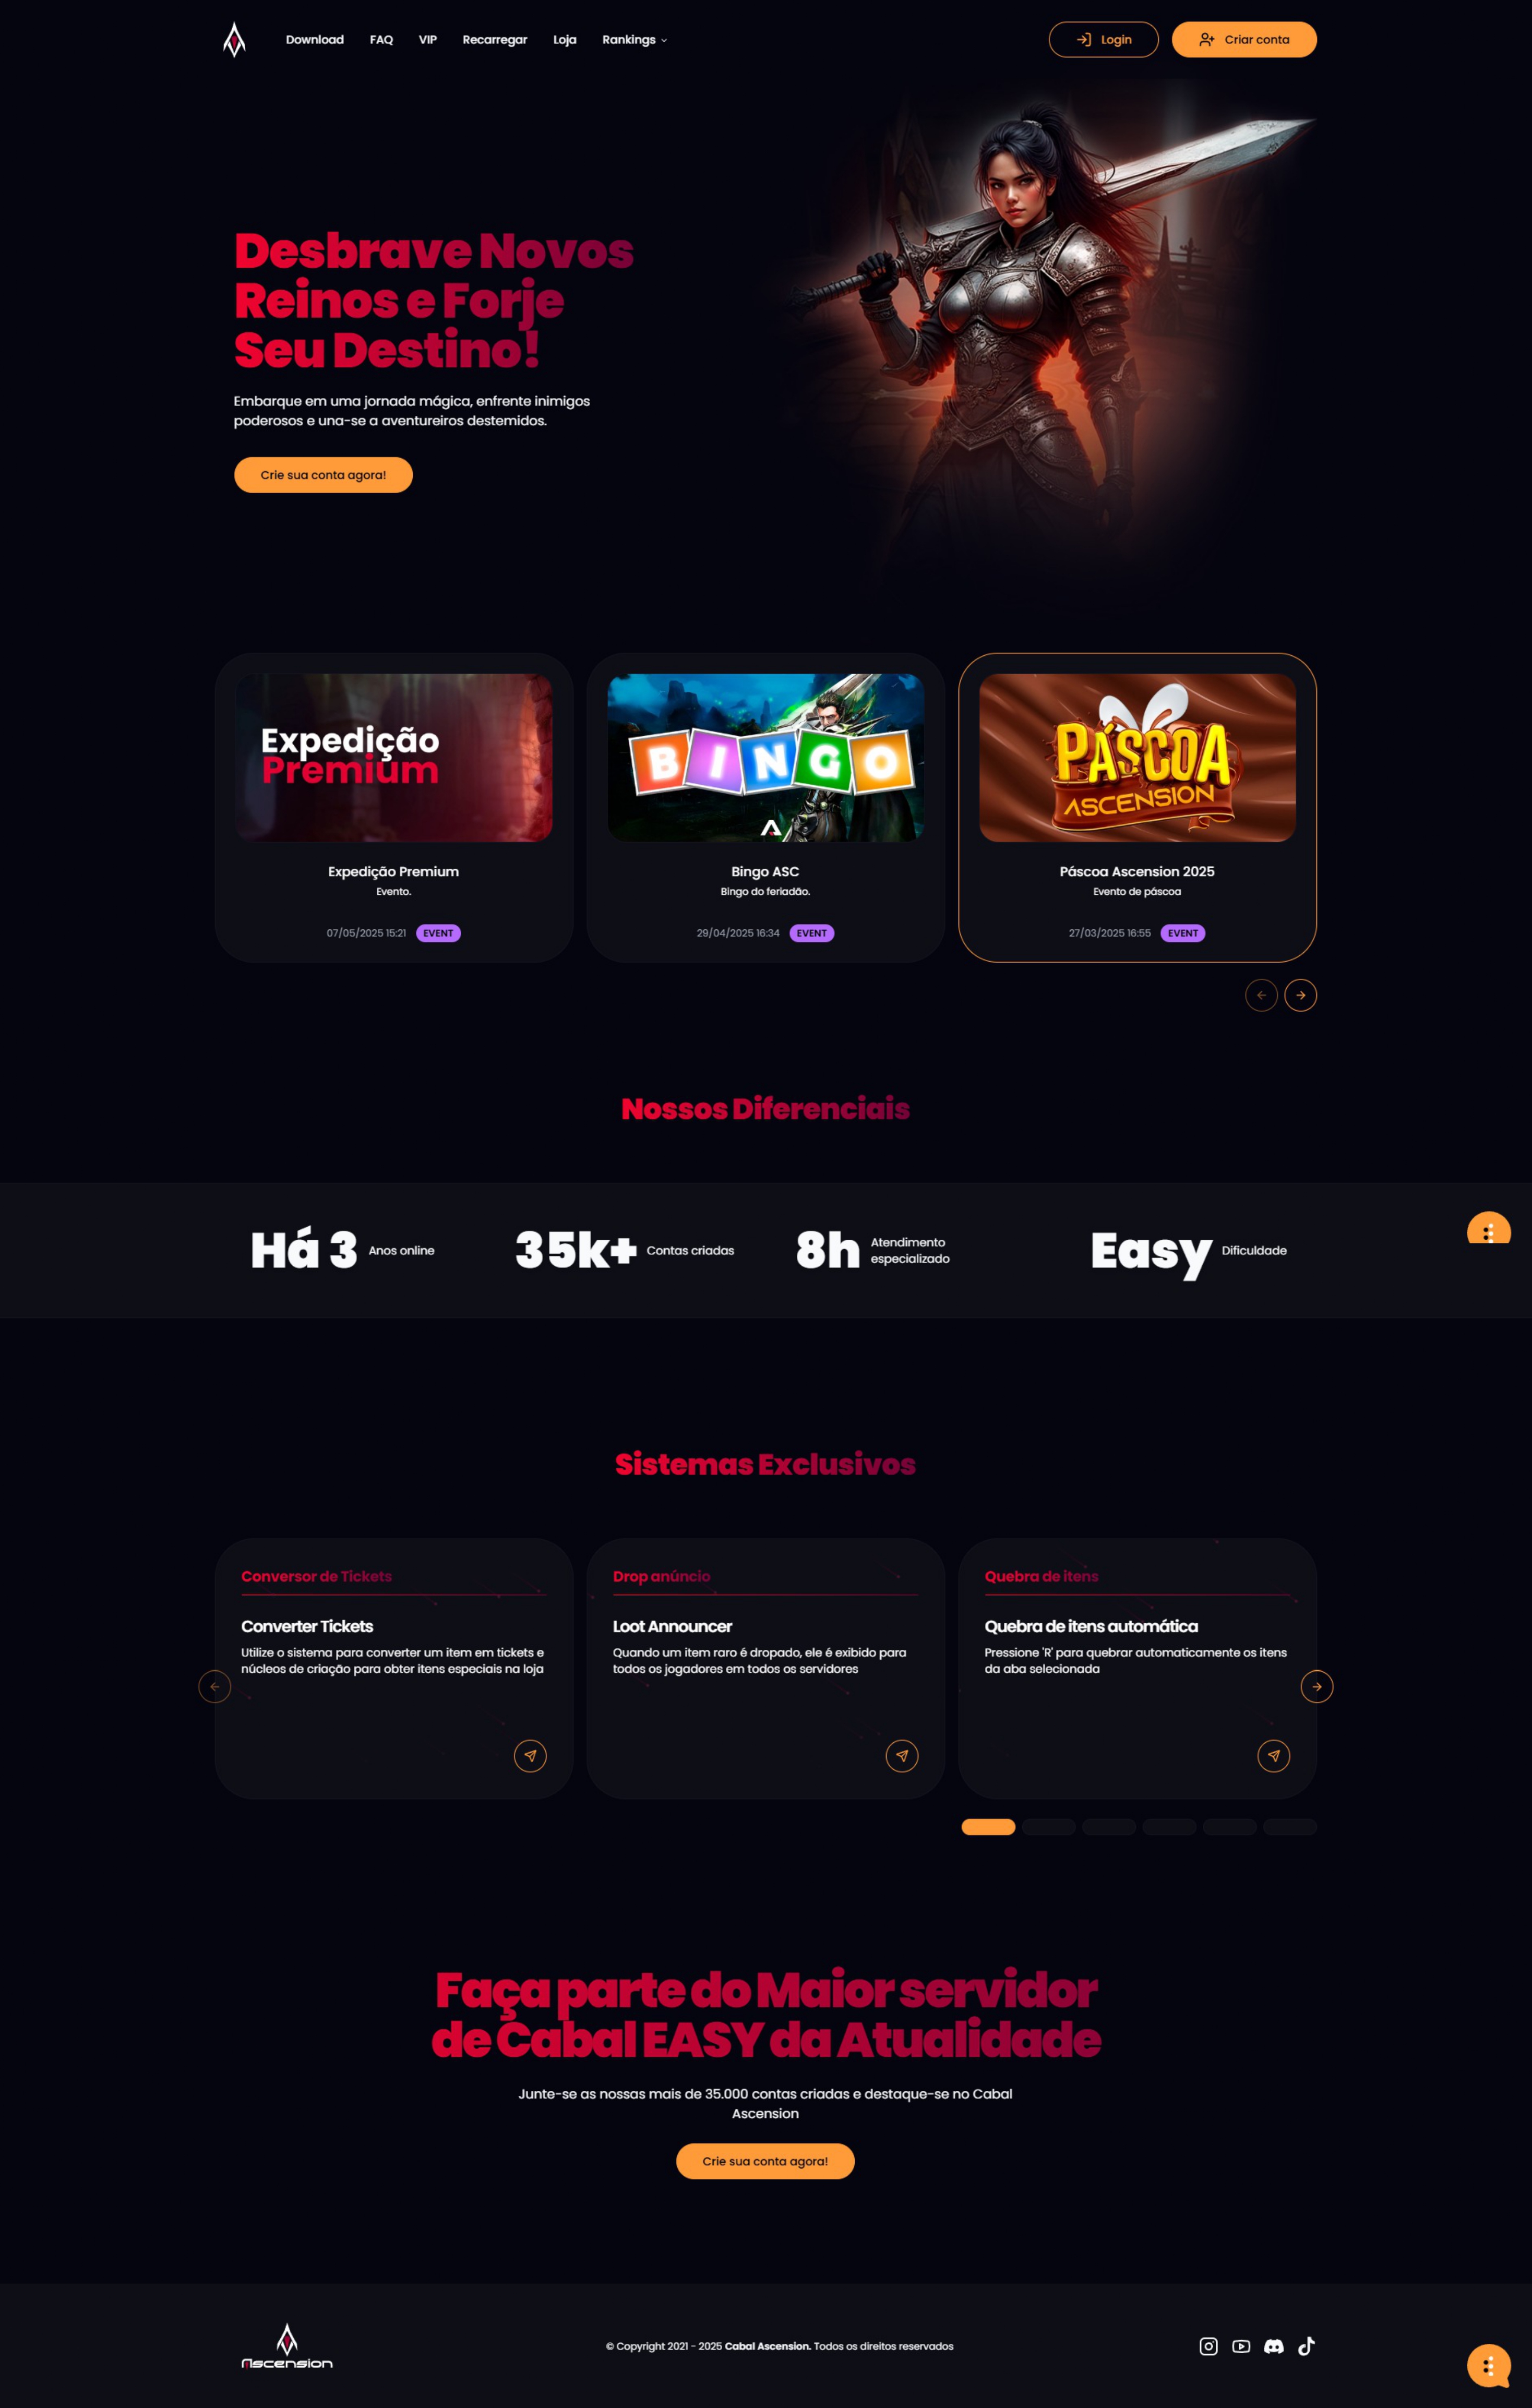 Download FAQ VIP Recarregar Loja Rankings Login Criar conta
Desbrave Novos
Reinos e Forje
Seu Destino!
Embarque em uma jornada mágica, enfrente inimigos
poderosos e una-se a aventureiros destemidos.
Crie sua conta agora!
Expedição
Premium
Expedição Premium
Evento.
07/05/2025 15:21 EVENT
BINGO
Bingo ASC
Bingo do feriadão.
29/04/2025 16:34 EVENT
PÁSCOA
ASCENSION
Páscoa Ascension 2025
Evento de páscoa
27/03/2025 16:55 EVENT
Nossos Diferenciais
Há 3 Anos online
35k+ Contas criadas
8h Atendimento
especializado
Easy Dificuldade
Sistemas Exclusivos
Conversor de Tickets
Converter Tickets
Utilize o sistema para converter um item em tickets e
núcleos de criação para obter itens especiais na loja
Drop anúncio
Loot Announcer
Quando um item raro é dropado, ele é exibido para
todos os jogadores em todos os servidores
Quebra de itens
Quebra de itens automática
Pressione 'R' para quebrar automaticamente os itens
da aba selecionada
Faça parte do Maior servidor
de Cabal EASY da Atualidade
Junte-se as nossas mais de 35.000 contas criadas e destaque-se no Cabal
Ascension
Crie sua conta agora!
Ascension
© Copyright 2021 - 2025 Cabal Ascension. Todos os direitos reservados